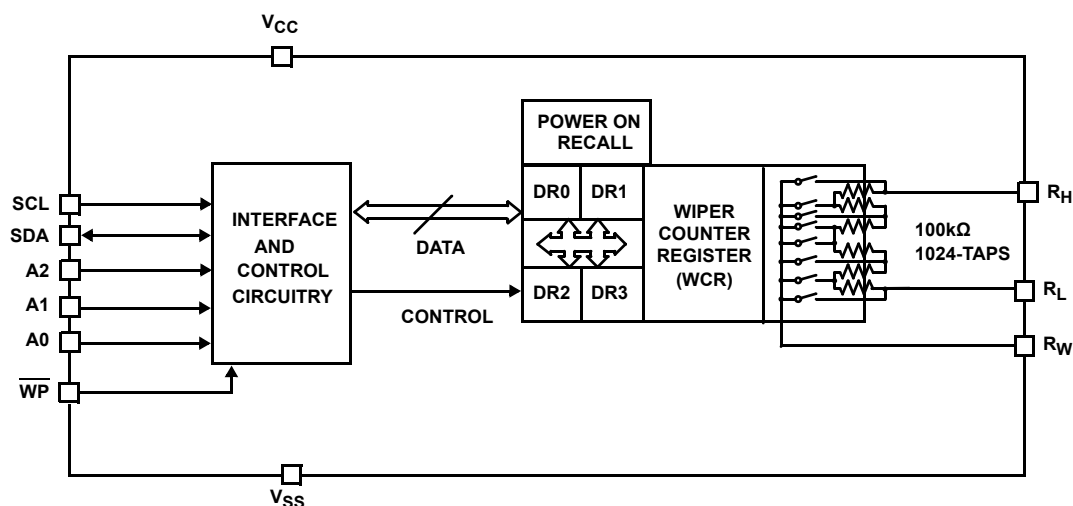 VCC
POWER ON
RECALL
SCL
SDA
A2
A1
A0
WP
INTERFACE
AND
CONTROL
CIRCUITRY
DATA
CONTROL
DR0
DR1
DR2
DR3
WIPER
COUNTER
REGISTER
(WCR)
100kΩ
1024-TAPS
RH
RL
RW
VSS